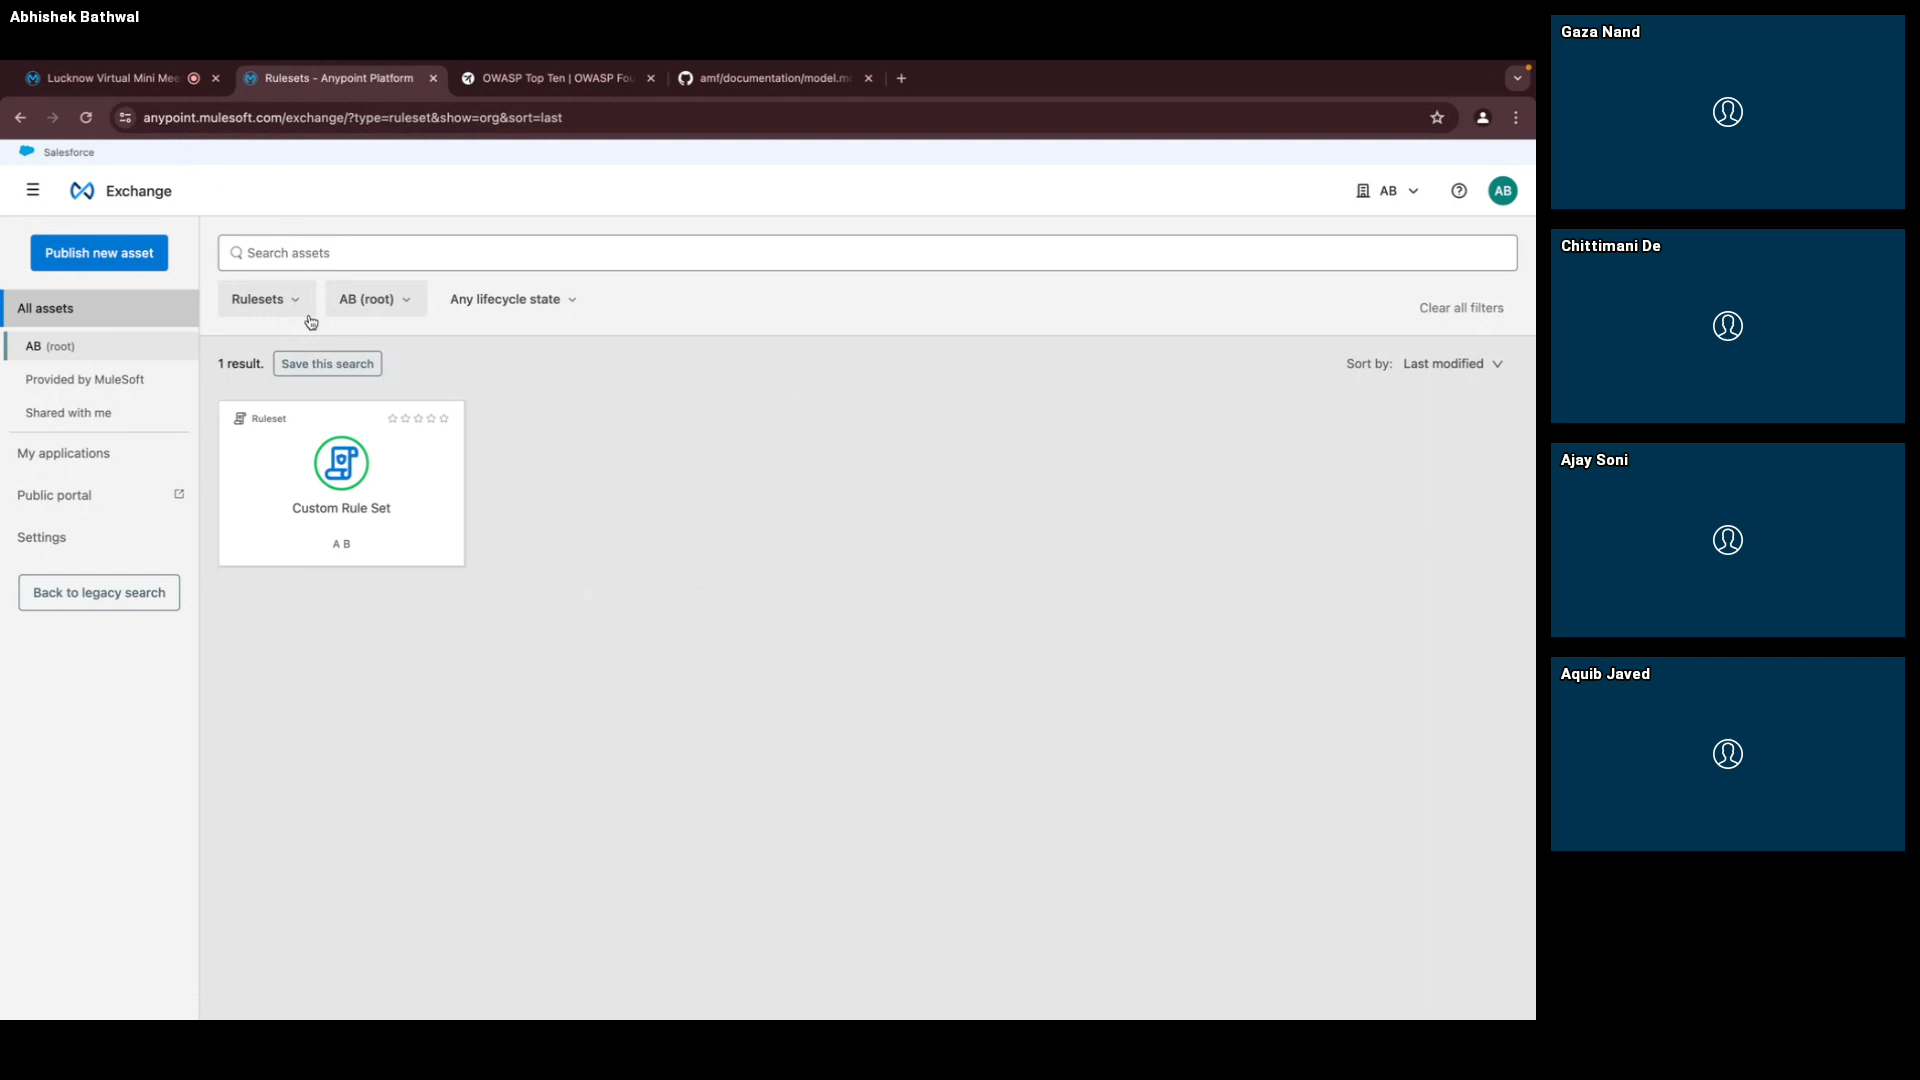 Abhishek Bathwal
Lucknow Virtual Mini Mee
Rulesets - Anypoint Platform
OWASP Top Ten | OWASP Fou
amf/documentation/model.m
anypoint.mulesoft.com/exchange/?type=ruleset&show=org&sort=last
Salesforce
Exchange
AB
AB
Publish new asset
Search assets
All assets
Rulesets
AB (root)
Any lifecycle state
Clear all filters
AB (root)
Provided by MuleSoft
Shared with me
My applications
Public portal
Settings
Back to legacy search
1 result.
Save this search
Sort by: Last modified
Ruleset
Custom Rule Set
A B
Gaza Nand
Chittimani De
Ajay Soni
Aquib Javed